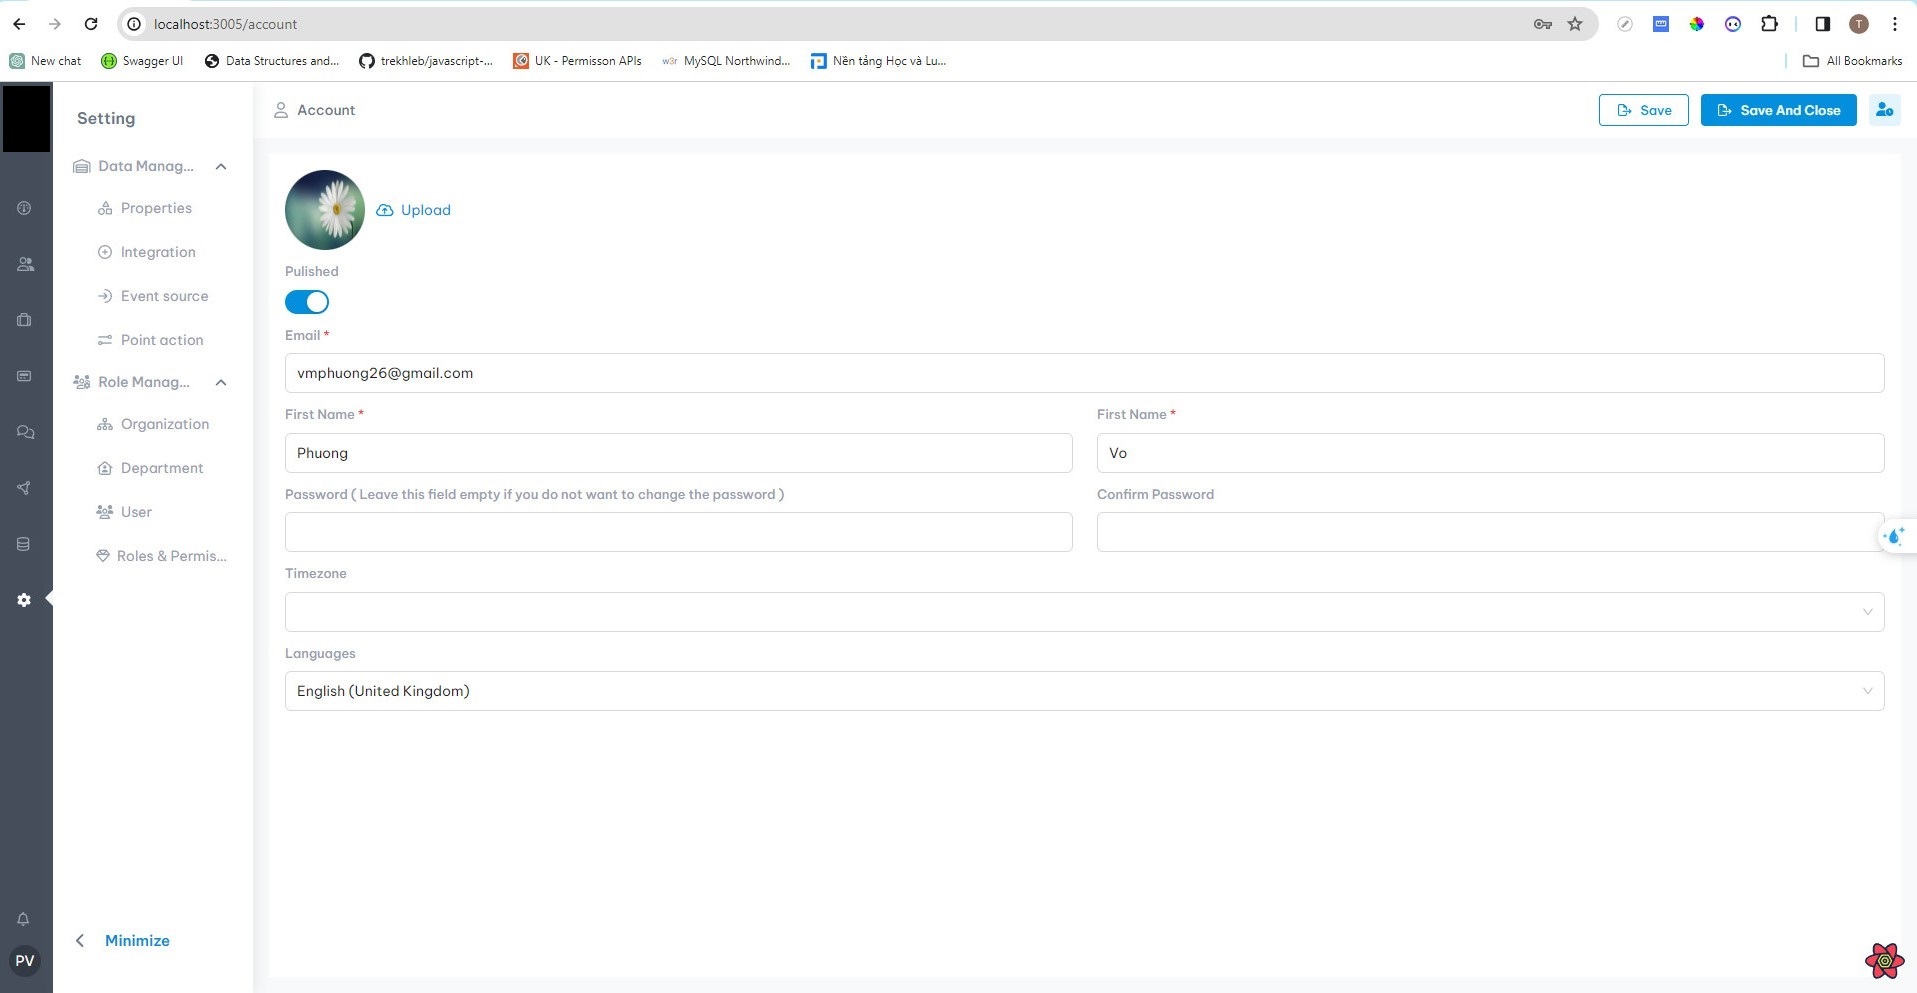 localhost:3005/account
T
New chat
Swagger UI
Data Structures and...
trekhleb/javascript-...
UK - Permisson APIs
w3r MySQL Northwind...
Nền tảng Học và Lu...
All Bookmarks
Setting
Account
Save
Save And Close
Data Manag...
Properties
Integration
Event source
Point action
Role Manag...
Organization
Department
User
Roles & Permis...
Minimize
PV
Upload
Pulished
Email *
vmphuong26@gmail.com
First Name *
First Name *
Phuong
Vo
Password ( Leave this field empty if you do not want to change the password )
Confirm Password
Timezone
Languages
English (United Kingdom)